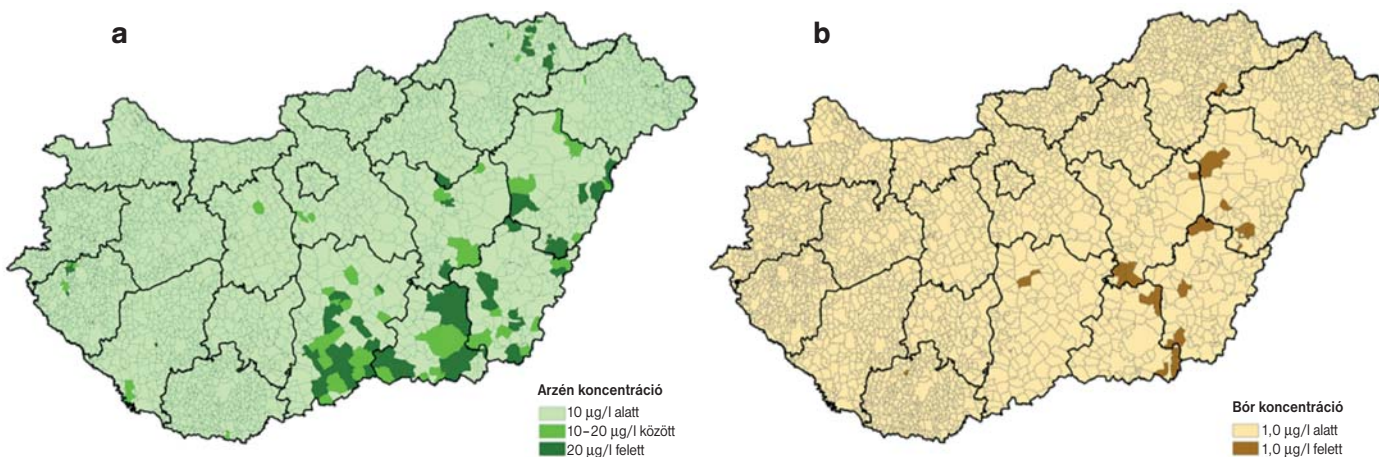 a
Arzén koncentráció
10 µg/l alatt
10–20 µg/l között
20 µg/l felett
b
Bór koncentráció
1,0 µg/l alatt
1,0 µg/l felett